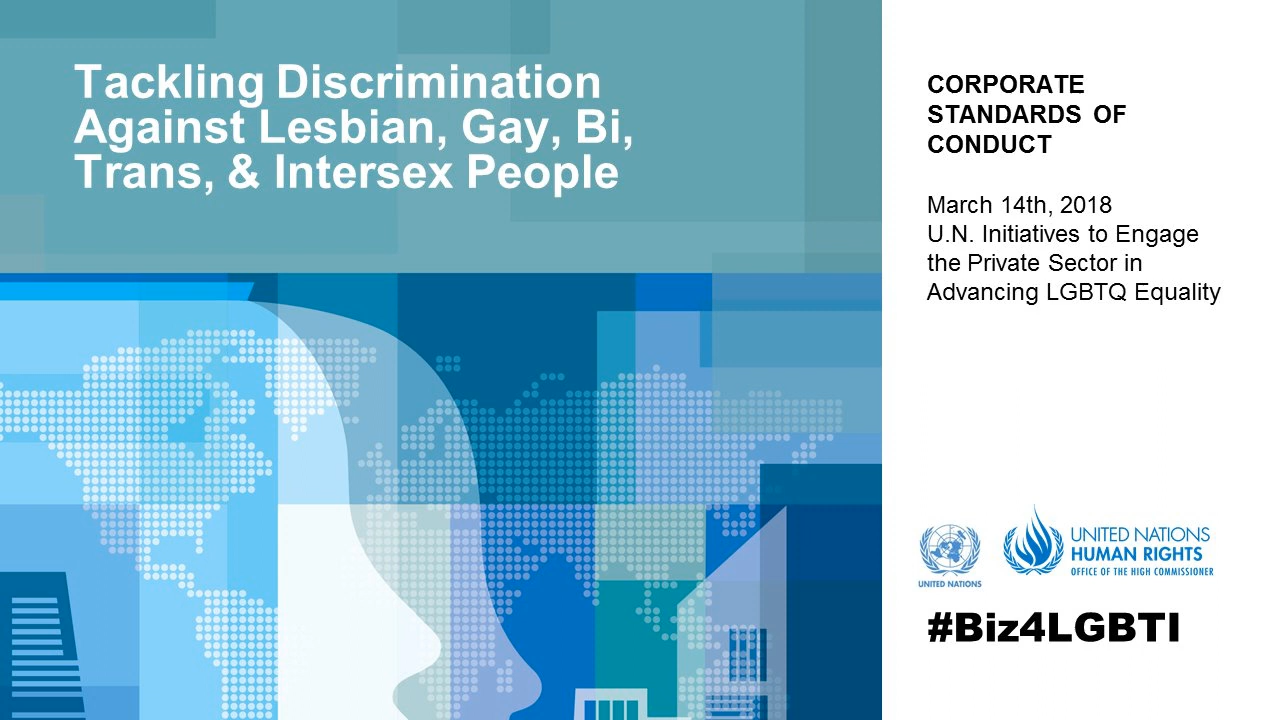 Tackling Discrimination
Against Lesbian, Gay, Bi,
Trans, & Intersex People
CORPORATE
STANDARDS OF
CONDUCT
March 14th, 2018
U.N. Initiatives to Engage
the Private Sector in
Advancing LGBTQ Equality
UNITED NATIONS
UNITED NATIONS
HUMAN RIGHTS
OFFICE OF THE HIGH COMMISSIONER
#Biz4LGBTI